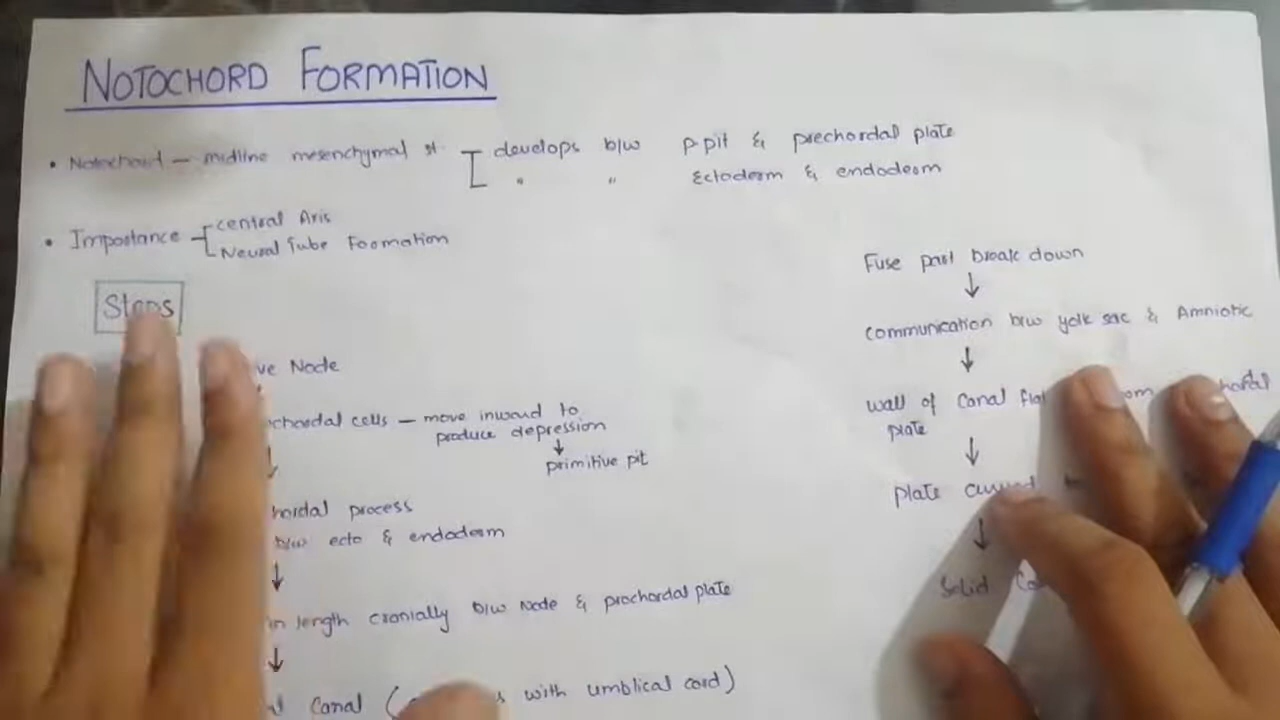 NOTOCHORD FORMATION
• Notochord — midline mesenchymal st. develops b/w p.pit & prechordal plate
" " Ectoderm & endoderm
• Importance central Axis
Neural Tube Formation
Steps
ve Node
chordal cells — move inward to
produce depression
↓
primitive pit
↓
hordal process
b/w ecto & endoderm
↓
in length cranially b/w Node & prochordal plate
↓
Canal ( with umblical cord)
Fuse part break down
↓
communication b/w yolk sac & Amniotic
↓
wall of Canal
plate
↓
plate
↓
Solid